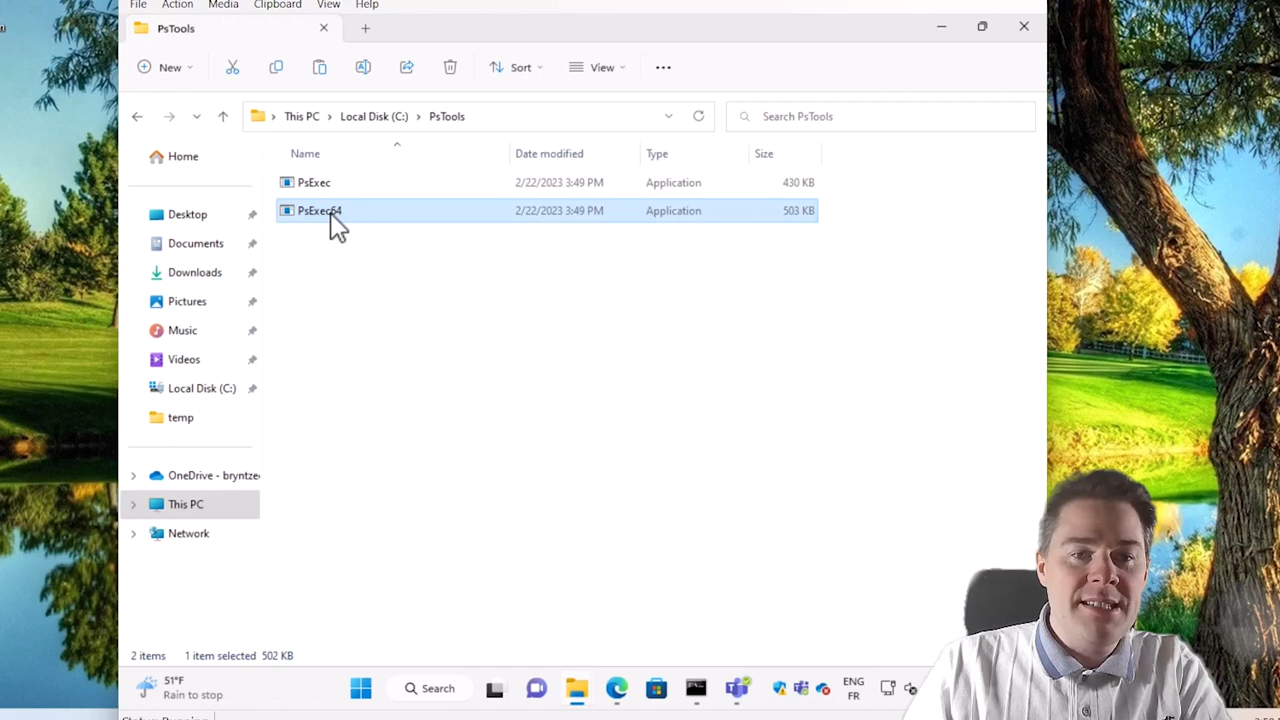 File Action Media Clipboard View Help
PsTools
New Sort View
This PC Local Disk (C:) PsTools Search PsTools
Name Date modified Type Size
Home
PsExec 2/22/2023 3:49 PM Application 430 KB
PsExec64 2/22/2023 3:49 PM Application 503 KB
Desktop
Documents
Downloads
Pictures
Music
Videos
Local Disk (C:)
temp
OneDrive - bryntze
This PC
Network
2 items 1 item selected 502 KB
51°F
Rain to stop
Search
ENG
FR